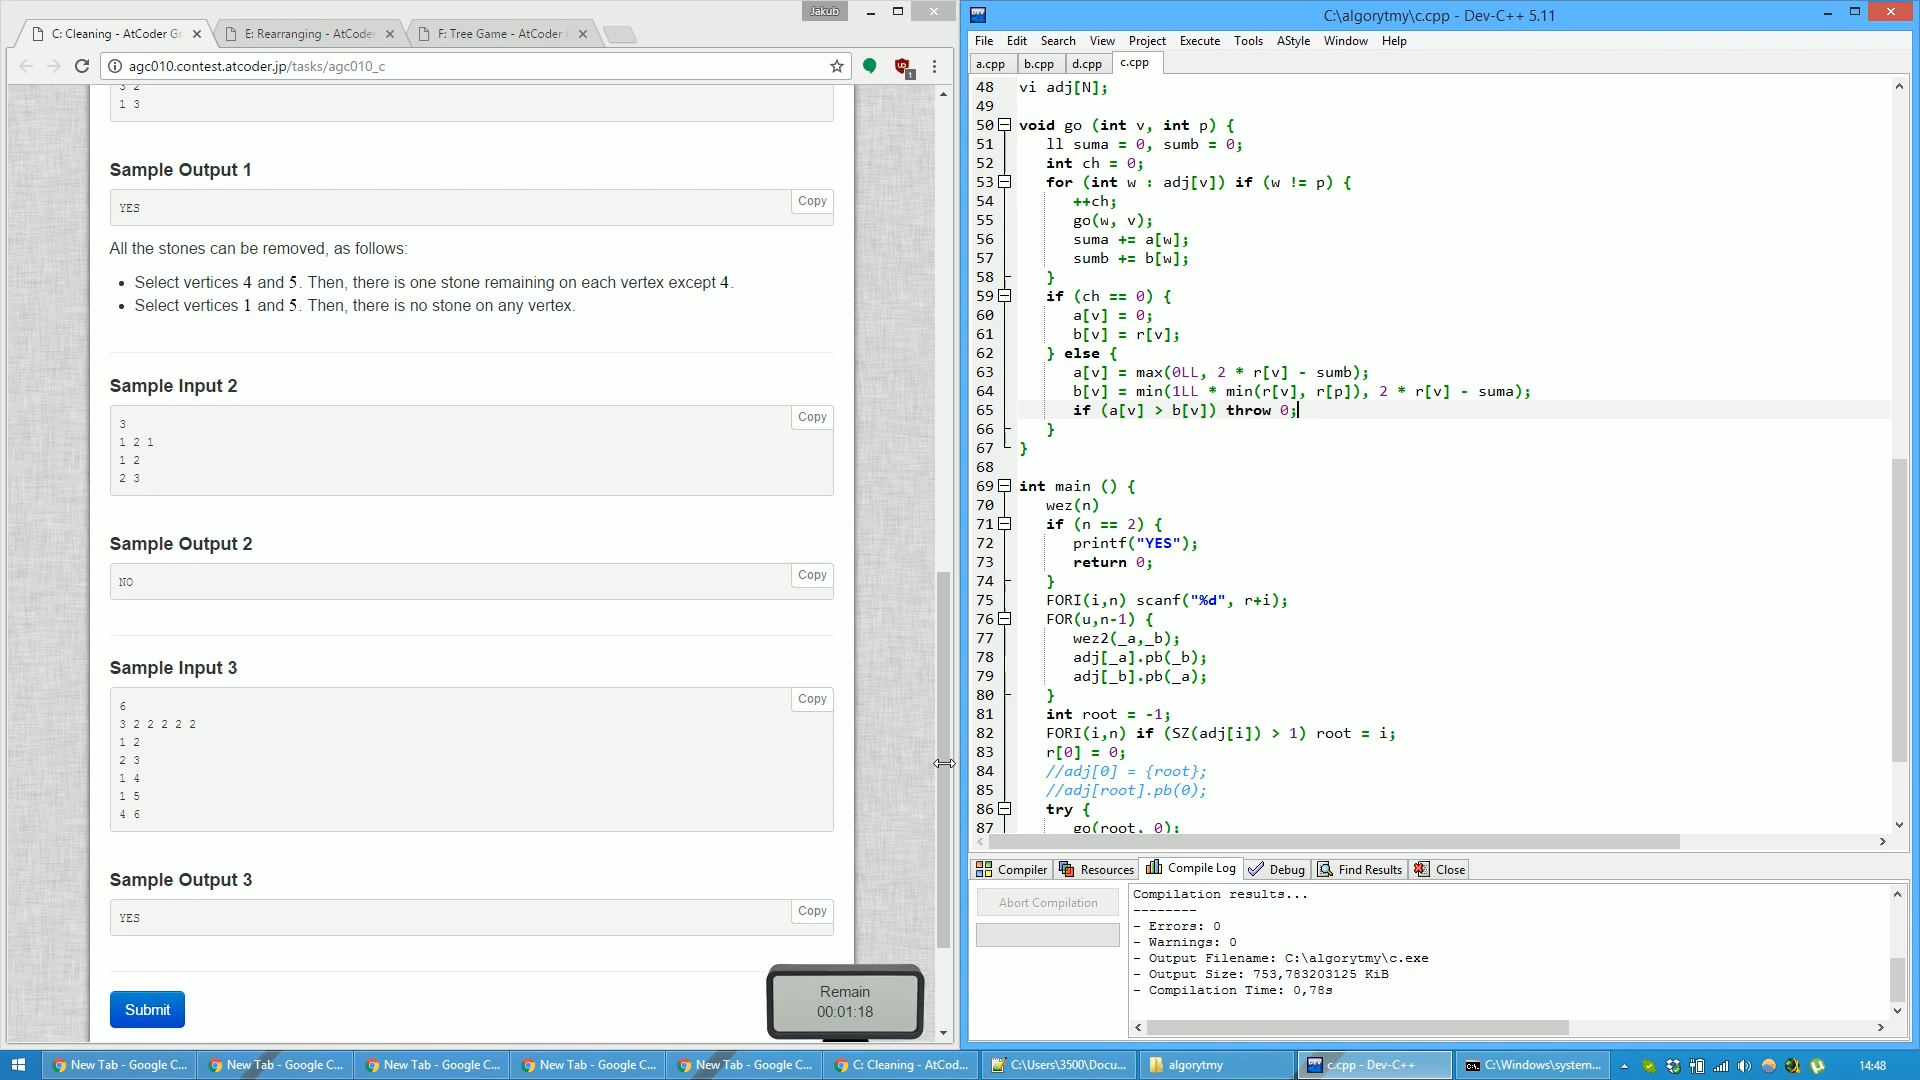 Jakub
C: Cleaning - AtCoder Gr
E: Rearranging - AtCoder
F: Tree Game - AtCoder
agc010.contest.atcoder.jp/tasks/agc010_c
3 2
1 3
Sample Output 1
YES
Copy
All the stones can be removed, as follows:
Select vertices 4 and 5. Then, there is one stone remaining on each vertex except 4.
Select vertices 1 and 5. Then, there is no stone on any vertex.
Sample Input 2
3
1 2 1
1 2
2 3
Copy
Sample Output 2
NO
Copy
Sample Input 3
6
3 2 2 2 2 2
1 2
2 3
1 4
1 5
4 6
Copy
Sample Output 3
YES
Copy
Submit
Remain
00:01:18
C:\algorytmy\c.cpp - Dev-C++ 5.11
File Edit Search View Project Execute Tools AStyle Window Help
a.cpp b.cpp d.cpp c.cpp
48 vi adj[N];
49
50 void go (int v, int p) {
51 ll suma = 0, sumb = 0;
52 int ch = 0;
53 for (int w : adj[v]) if (w != p) {
54 ++ch;
55 go(w, v);
56 suma += a[w];
57 sumb += b[w];
58 }
59 if (ch == 0) {
60 a[v] = 0;
61 b[v] = r[v];
62 } else {
63 a[v] = max(0LL, 2 * r[v] - sumb);
64 b[v] = min(1LL * min(r[v], r[p]), 2 * r[v] - suma);
65 if (a[v] > b[v]) throw 0;
66 }
67 }
68
69 int main () {
70 wez(n)
71 if (n == 2) {
72 printf("YES");
73 return 0;
74 }
75 FORI(i,n) scanf("%d", r+i);
76 FOR(u,n-1) {
77 wez2(_a,_b);
78 adj[_a].pb(_b);
79 adj[_b].pb(_a);
80 }
81 int root = -1;
82 FORI(i,n) if (SZ(adj[i]) > 1) root = i;
83 r[0] = 0;
84 //adj[0] = {root};
85 //adj[root].pb(0);
86 try {
87 go(root, 0);
Compiler Resources Compile Log Debug Find Results Close
Abort Compilation
Compilation results...
--------
- Errors: 0
- Warnings: 0
- Output Filename: C:\algorytmy\c.exe
- Output Size: 753,783203125 KiB
- Compilation Time: 0,78s
New Tab - Google C...
New Tab - Google C...
New Tab - Google C...
New Tab - Google C...
New Tab - Google C...
C: Cleaning - AtCod...
C:\Users\3500\Docu...
algorytmy
c.cpp - Dev-C++ ...
C:\Windows\system...
14:48